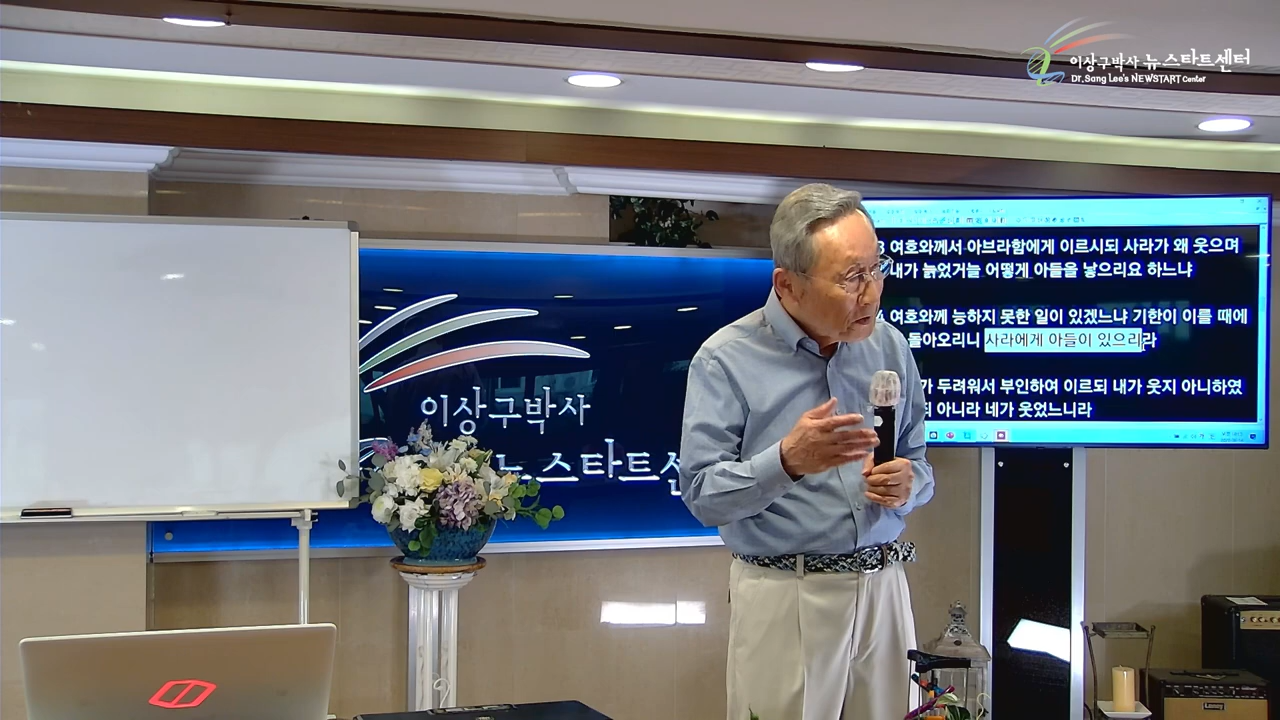 이상구박사 뉴스타트센터
Dr. Sang Lee's NEWSTART Center
3 여호와께서 아브라함에게 이르시되 사라가 왜 웃으며
내가 늙었거늘 어떻게 아들을 낳으리요 하느냐
여호와께 능하지 못한 일이 있겠느냐 기한이 이를 때에
돌아오리니 사라에게 아들이 있으리라
가 두려워서 부인하여 이르되 내가 웃지 아니하였
되 아니라 네가 웃었느니라
이상구박사
뉴스타트센
Laney